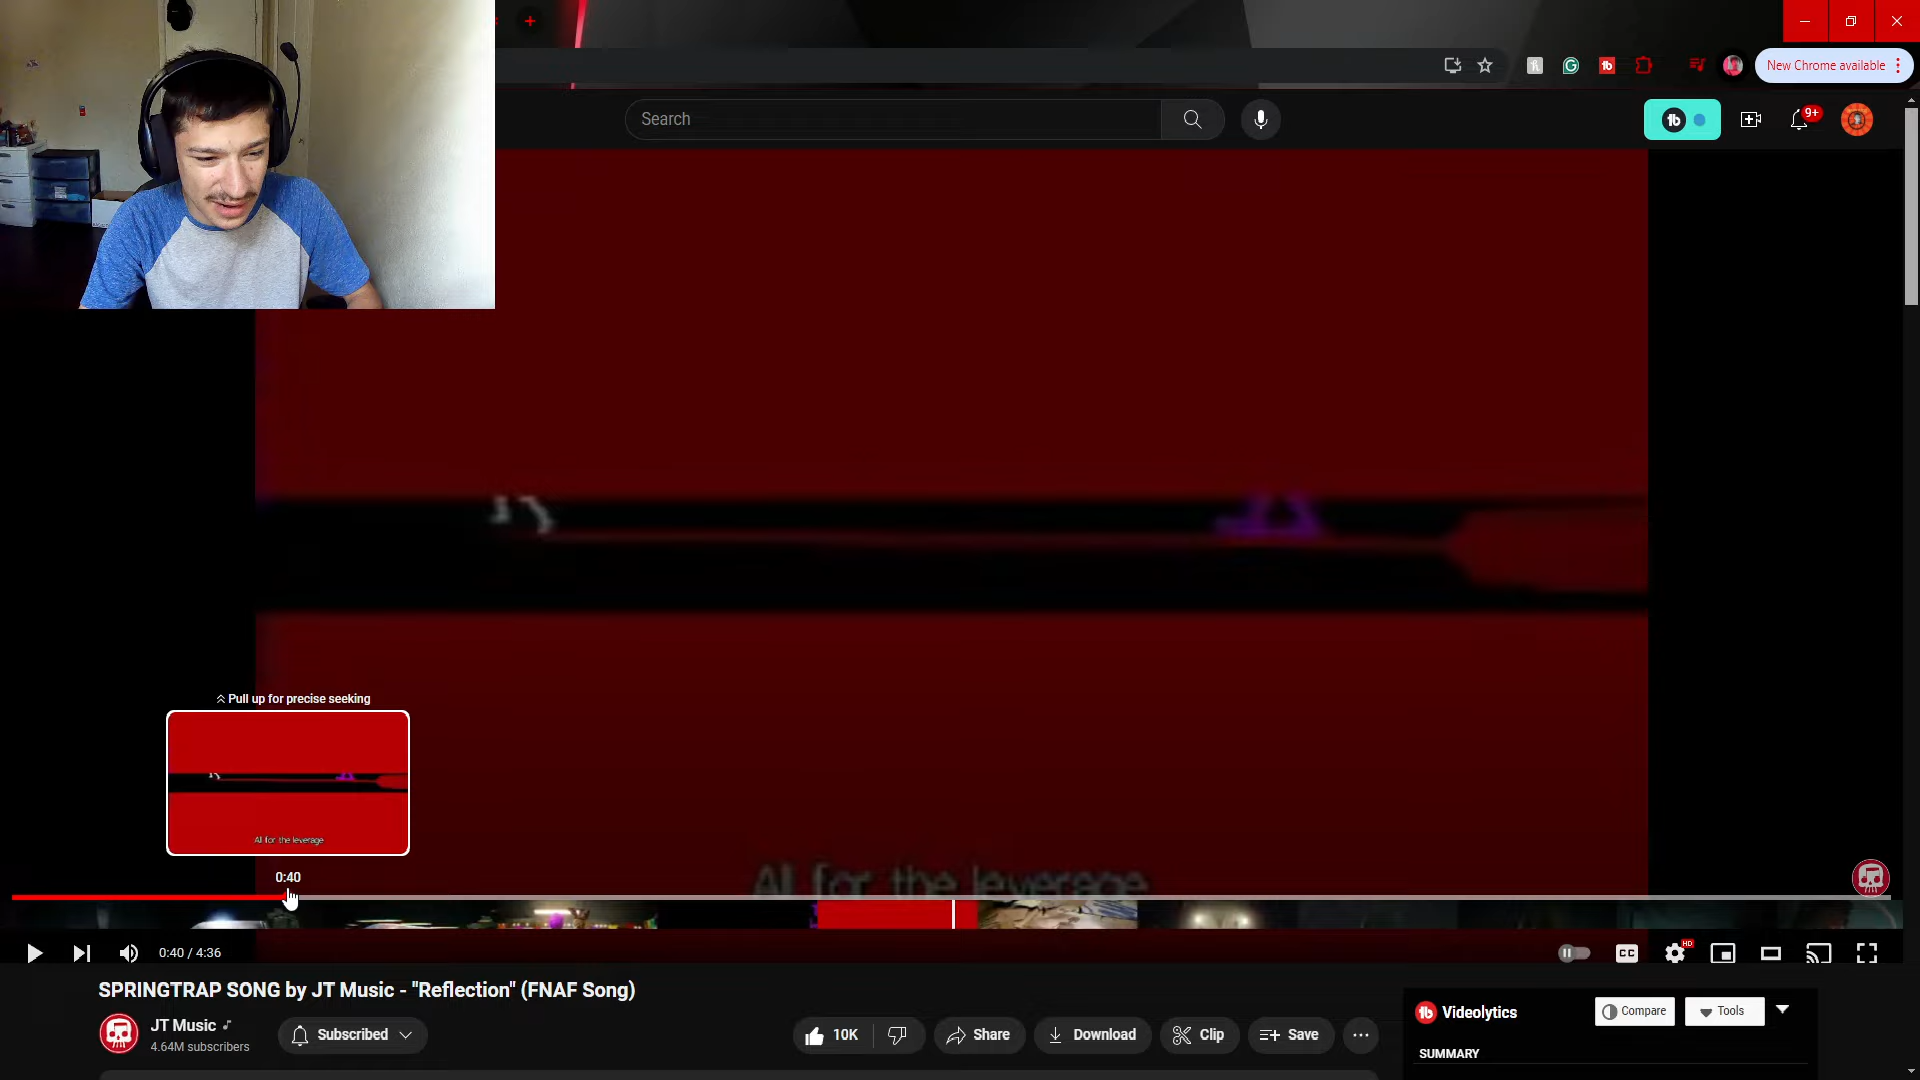 New Chrome available
Search
9+
Pull up for precise seeking
All for the leverage
0:40
All for the leverage
0:40 / 4:36
CC
HD
SPRINGTRAP SONG by JT Music - "Reflection" (FNAF Song)
JT Music
4.64M subscribers
Subscribed
10K
Share
Download
Clip
Save
Videolytics
Compare
Tools
SUMMARY